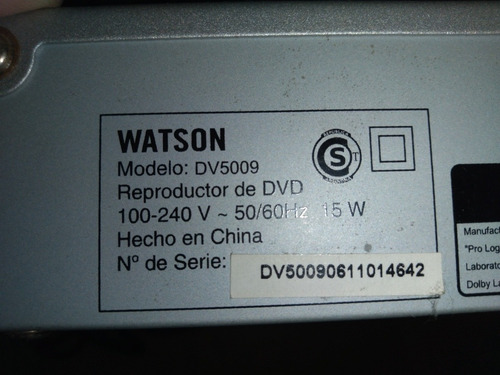 WATSON
Modelo: DV5009
Reproductor de DVD
100-240 V ~ 50/60Hz 15 W
Hecho en China
Nº de Serie: DV50090611014642
S
T
Manufact
"Pro Log
Laborato
Dolby La